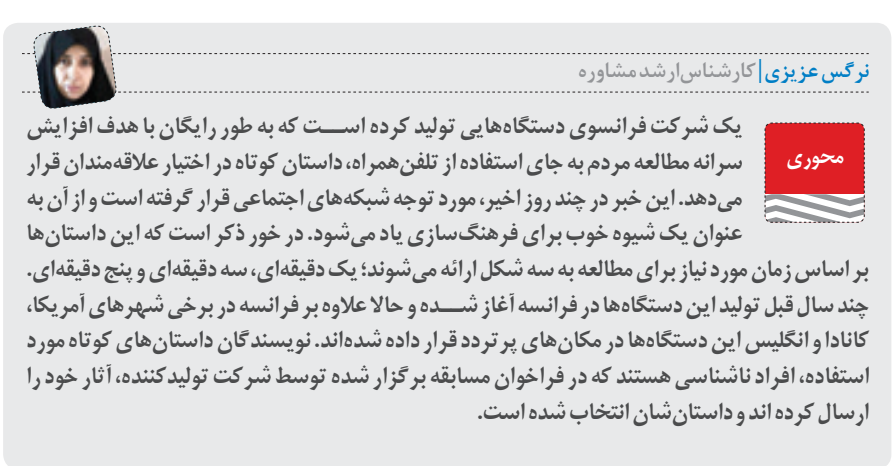 نرگس عزیزی|کارشناس‌ارشد مشاوره
محوری
یک شرکت فرانسوی دستگاه‌هایی تولید کرده اســـت که به طور رایگان با هدف افزایش
سرانه مطالعه مردم به جای استفاده از تلفن‌همراه، داستان کوتاه در اختیار علاقه‌مندان قرار
می‌دهد. این خبر در چند روز اخیر، مورد توجه شبکه‌های اجتماعی قرار گرفته است و از آن به
عنوان یک شیوه خوب برای فرهنگ‌سازی یاد می‌شود. در خور ذکر است که این داستان‌ها
بر اساس زمان مورد نیاز برای مطالعه به سه شکل ارائه می‌شوند؛ یک دقیقه‌ای، سه دقیقه‌ای و پنج دقیقه‌ای.
چند سال قبل تولید این دستگاه‌ها در فرانسه آغاز شـــده و حالا علاوه بر فرانسه در برخی شهرهای آمریکا،
کانادا و انگلیس این دستگاه‌ها در مکان‌های پر تردد قرار داده شده‌اند. نویسندگان داستان‌های کوتاه مورد
استفاده، افراد ناشناسی هستند که در فراخوان مسابقه برگزار شده توسط شرکت تولیدکننده، آثار خود را
ارسال کرده اند و داستان‌شان انتخاب شده است.